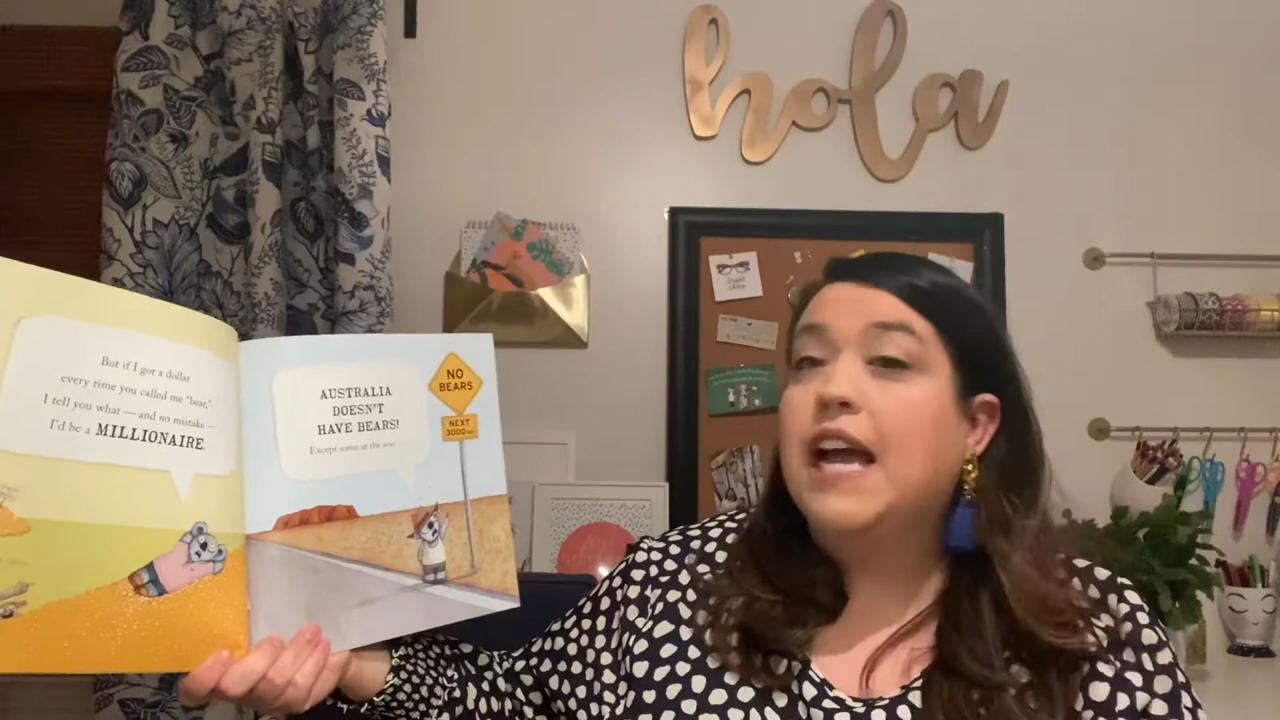 hola
But if I got a dollar
every time you called me "bear,"
I tell you what — and no mistake —
I'd be a MILLIONAIRE.
AUSTRALIA
DOESN'T
HAVE BEARS!
Except some at the zoo
NO
BEARS
NEXT
3000 km